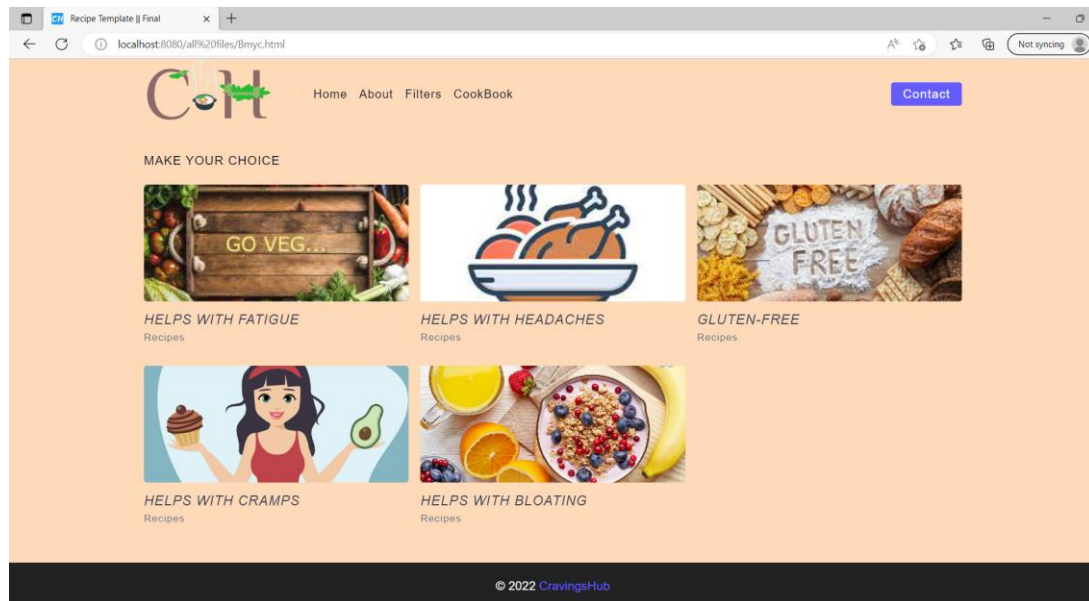 CH Recipe Template || Final
localhost:8080/all%20files/8myc.html
Not syncing
CH
Home About Filters CookBook
Contact
MAKE YOUR CHOICE
GO VEG...
GLUTEN
FREE
HELPS WITH FATIGUE
Recipes
HELPS WITH HEADACHES
Recipes
GLUTEN-FREE
Recipes
HELPS WITH CRAMPS
Recipes
HELPS WITH BLOATING
Recipes
© 2022 CravingsHub